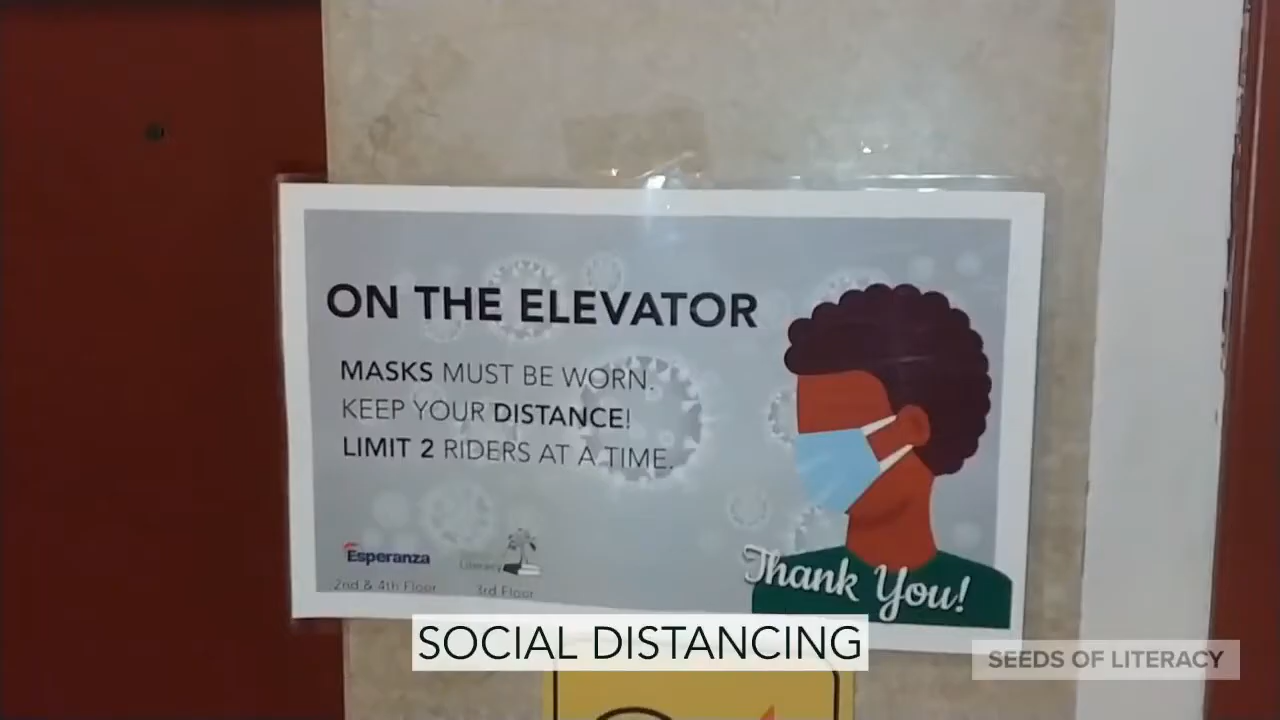 ON THE ELEVATOR
MASKS MUST BE WORN.
KEEP YOUR DISTANCE!
LIMIT 2 RIDERS AT A TIME.
Esperanza
Literacy
2nd & 4th Floor
3rd Floor
Thank You!
SOCIAL DISTANCING
SEEDS OF LITERACY